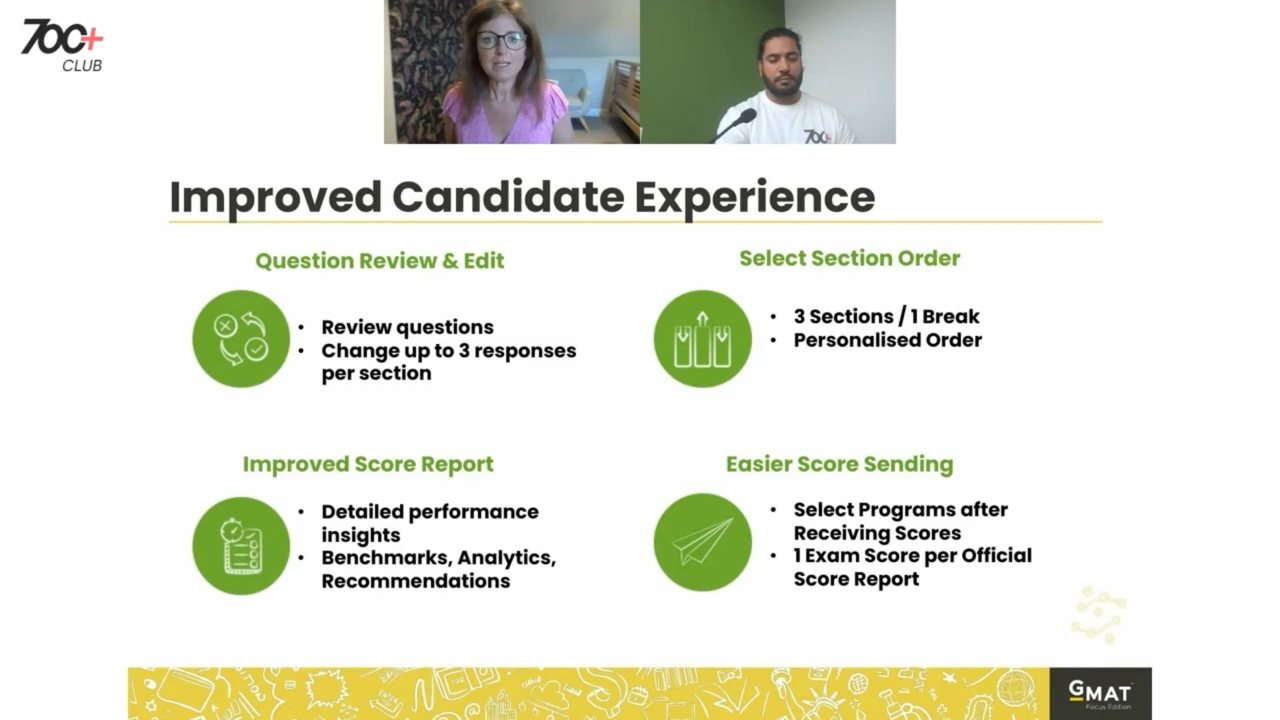 700+
CLUB
700+
Improved Candidate Experience
Question Review & Edit
• Review questions
• Change up to 3 responses
per section
Select Section Order
• 3 Sections / 1 Break
• Personalised Order
Improved Score Report
• Detailed performance
insights
• Benchmarks, Analytics,
Recommendations
Easier Score Sending
• Select Programs after
Receiving Scores
• 1 Exam Score per Official
Score Report
GMAT™
Focus Edition